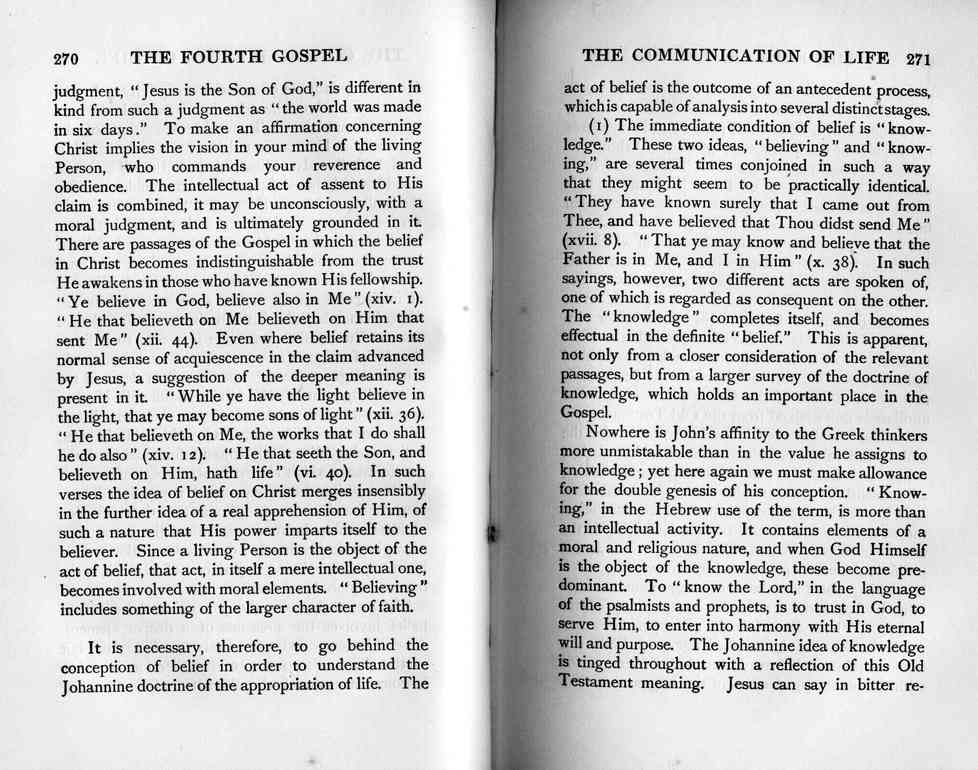 270 THE FOURTH GOSPEL
judgment, “Jesus is the Son of God,” is different in
kind from such a judgment as “the world was made
in six days.” To make an affirmation concerning
Christ implies the vision in your mind of the living
Person, who commands your reverence and
obedience. The intellectual act of assent to His
claim is combined, it may be unconsciously, with a
moral judgment, and is ultimately grounded in it.
There are passages of the Gospel in which the belief
in Christ becomes indistinguishable from the trust
He awakens in those who have known His fellowship.
“Ye believe in God, believe also in Me” (xiv. 1).
“He that believeth on Me believeth on Him that
sent Me” (xii. 44). Even where belief retains its
normal sense of acquiescence in the claim advanced
by Jesus, a suggestion of the deeper meaning is
present in it. “While ye have the light believe in
the light, that ye may become sons of light” (xii. 36).
“He that believeth on Me, the works that I do shall
he do also” (xiv. 12). “He that seeth the Son, and
believeth on Him, hath life” (vi. 40). In such
verses the idea of belief on Christ merges insensibly
in the further idea of a real apprehension of Him, of
such a nature that His power imparts itself to the
believer. Since a living Person is the object of the
act of belief, that act, in itself a mere intellectual one,
becomes involved with moral elements. “Believing”
includes something of the larger character of faith.
It is necessary, therefore, to go behind the
conception of belief in order to understand the
Johannine doctrine of the appropriation of life. The
THE COMMUNICATION OF LIFE 271
act of belief is the outcome of an antecedent process,
which is capable of analysis into several distinct stages.
(1) The immediate condition of belief is “know-
ledge.” These two ideas, “believing” and “know-
ing,” are several times conjoined in such a way
that they might seem to be practically identical.
“They have known surely that I came out from
Thee, and have believed that Thou didst send Me”
(xvii. 8). “That ye may know and believe that the
Father is in Me, and I in Him” (x. 38). In such
sayings, however, two different acts are spoken of,
one of which is regarded as consequent on the other.
The “knowledge” completes itself, and becomes
effectual in the definite “belief.” This is apparent,
not only from a closer consideration of the relevant
passages, but from a larger survey of the doctrine of
knowledge, which holds an important place in the
Gospel.
Nowhere is John’s affinity to the Greek thinkers
more unmistakable than in the value he assigns to
knowledge; yet here again we must make allowance
for the double genesis of his conception. “Know-
ing,” in the Hebrew use of the term, is more than
an intellectual activity. It contains elements of a
moral and religious nature, and when God Himself
is the object of the knowledge, these become pre-
dominant. To “know the Lord,” in the language
of the psalmists and prophets, is to trust in God, to
serve Him, to enter into harmony with His eternal
will and purpose. The Johannine idea of knowledge
is tinged throughout with a reflection of this Old
Testament meaning. Jesus can say in bitter re-